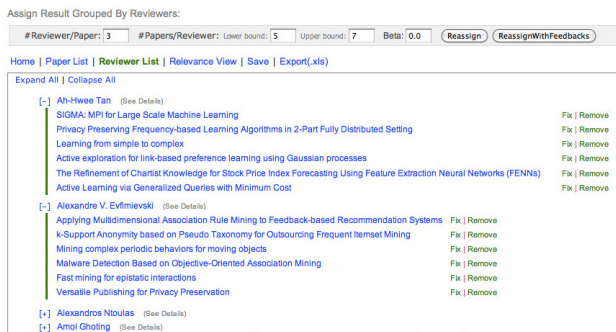 Assign Result Grouped By Reviewers:
#Reviewer/Paper: 3 #Papers/Reviewer: Lower bound: 5 Upper bound: 7 Beta: 0.0 Reassign ReassignWithFeedbacks
Home | Paper List | Reviewer List | Relevance View | Save | Export(.xls)
Expand All | Collapse All
[-] Ah-Hwee Tan (See Details)
SIGMA: MPI for Large Scale Machine Learning Fix | Remove
Privacy Preserving Frequency-based Learning Algorithms in 2-Part Fully Distributed Setting Fix | Remove
Learning from simple to complex Fix | Remove
Active exploration for link-based preference learning using Gaussian processes Fix | Remove
The Refinement of Chartist Knowledge for Stock Price Index Forecasting Using Feature Extraction Neural Networks (FENNs) Fix | Remove
Active Learning via Generalized Queries with Minimum Cost Fix | Remove
[-] Alexandre V. Evfimievski (See Details)
Applying Multidimensional Association Rule Mining to Feedback-based Recommendation Systems Fix | Remove
k-Support Anonymity based on Pseudo Taxonomy for Outsourcing Frequent Itemset Mining Fix | Remove
Mining complex periodic behaviors for moving objects Fix | Remove
Malware Detection Based on Objective-Oriented Association Mining Fix | Remove
Fast mining for epistatic interactions Fix | Remove
Versatile Publishing for Privacy Preservation Fix | Remove
[+] Alexandros Ntoulas (See Details)
[+] Amol Ghoting (See Details)